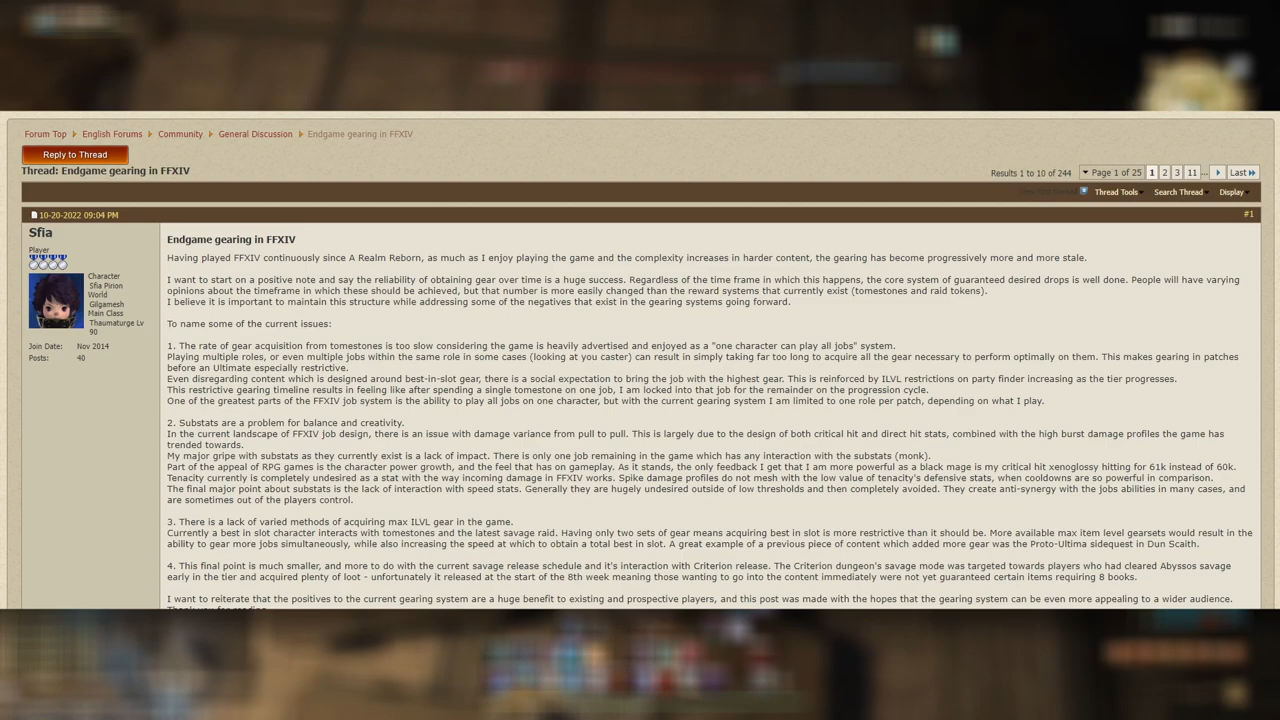 Forum Top English Forums Community General Discussion Endgame gearing in FFXIV
Reply to Thread
Thread: Endgame gearing in FFXIV
Results 1 to 10 of 244 Page 1 of 25 1 2 3 11 ... Last
Thread Tools Search Thread Display
10-20-2022 09:04 PM #1
Sfia
Player
Character
Sfia Pirion
World
Gilgamesh
Main Class
Thaumaturge Lv
90
Join Date: Nov 2014
Posts: 40
Endgame gearing in FFXIV
Having played FFXIV continuously since A Realm Reborn, as much as I enjoy playing the game and the complexity increases in harder content, the gearing has become progressively more and more stale.
I want to start on a positive note and say the reliability of obtaining gear over time is a huge success. Regardless of the time frame in which this happens, the core system of guaranteed desired drops is well done. People will have varying
opinions about the timeframe in which these should be achieved, but that number is more easily changed than the reward systems that currently exist (tomestones and raid tokens).
I believe it is important to maintain this structure while addressing some of the negatives that exist in the gearing systems going forward.
To name some of the current issues:
1. The rate of gear acquisition from tomestones is too slow considering the game is heavily advertised and enjoyed as a "one character can play all jobs" system.
Playing multiple roles, or even multiple jobs within the same role in some cases (looking at you caster) can result in simply taking far too long to acquire all the gear necessary to perform optimally on them. This makes gearing in patches
before an Ultimate especially restrictive.
Even disregarding content which is designed around best-in-slot gear, there is a social expectation to bring the job with the highest gear. This is reinforced by ILVL restrictions on party finder increasing as the tier progresses.
This restrictive gearing timeline results in feeling like after spending a single tomestone on one job, I am locked into that job for the remainder on the progression cycle.
One of the greatest parts of the FFXIV job system is the ability to play all jobs on one character, but with the current gearing system I am limited to one role per patch, depending on what I play.
2. Substats are a problem for balance and creativity.
In the current landscape of FFXIV job design, there is an issue with damage variance from pull to pull. This is largely due to the design of both critical hit and direct hit stats, combined with the high burst damage profiles the game has
trended towards.
My major gripe with substats as they currently exist is a lack of impact. There is only one job remaining in the game which has any interaction with the substats (monk).
Part of the appeal of RPG games is the character power growth, and the feel that has on gameplay. As it stands, the only feedback I get that I am more powerful as a black mage is my critical hit xenoglossy hitting for 61k instead of 60k.
Tenacity currently is completely undesired as a stat with the way incoming damage in FFXIV works. Spike damage profiles do not mesh with the low value of tenacity's defensive stats, when cooldowns are so powerful in comparison.
The final major point about substats is the lack of interaction with speed stats. Generally they are hugely undesired outside of low thresholds and then completely avoided. They create anti-synergy with the jobs abilities in many cases, and
are sometimes out of the players control.
3. There is a lack of varied methods of acquiring max ILVL gear in the game.
Currently a best in slot character interacts with tomestones and the latest savage raid. Having only two sets of gear means acquiring best in slot is more restrictive than it should be. More available max item level gearsets would result in the
ability to gear more jobs simultaneously, while also increasing the speed at which to obtain a total best in slot. A great example of a previous piece of content which added more gear was the Proto-Ultima sidequest in Dun Scaith.
4. This final point is much smaller, and more to do with the current savage release schedule and it's interaction with Criterion release. The Criterion dungeon's savage mode was targeted towards players who had cleared Abyssos savage
early in the tier and acquired plenty of loot - unfortunately it released at the start of the 8th week meaning those wanting to go into the content immediately were not yet guaranteed certain items requiring 8 books.
I want to reiterate that the positives to the current gearing system are a huge benefit to existing and prospective players, and this post was made with the hopes that the gearing system can be even more appealing to a wider audience.